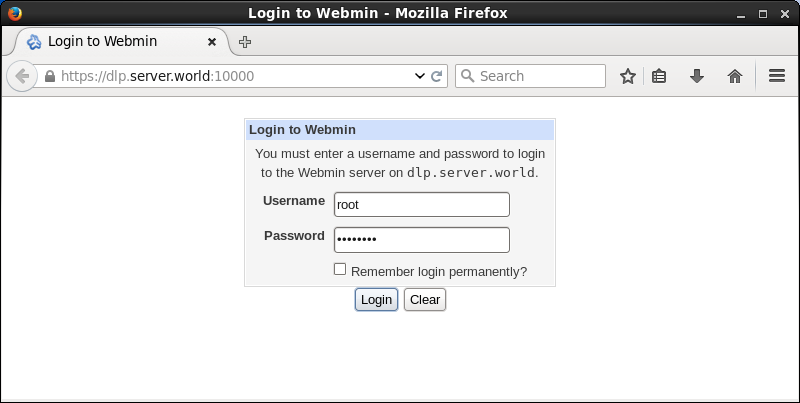 Login to Webmin - Mozilla Firefox
Login to Webmin
https://dlp.server.world:10000
Search
Login to Webmin
You must enter a username and password to login
to the Webmin server on dlp.server.world.
Username root
Password ••••••••
Remember login permanently?
Login Clear